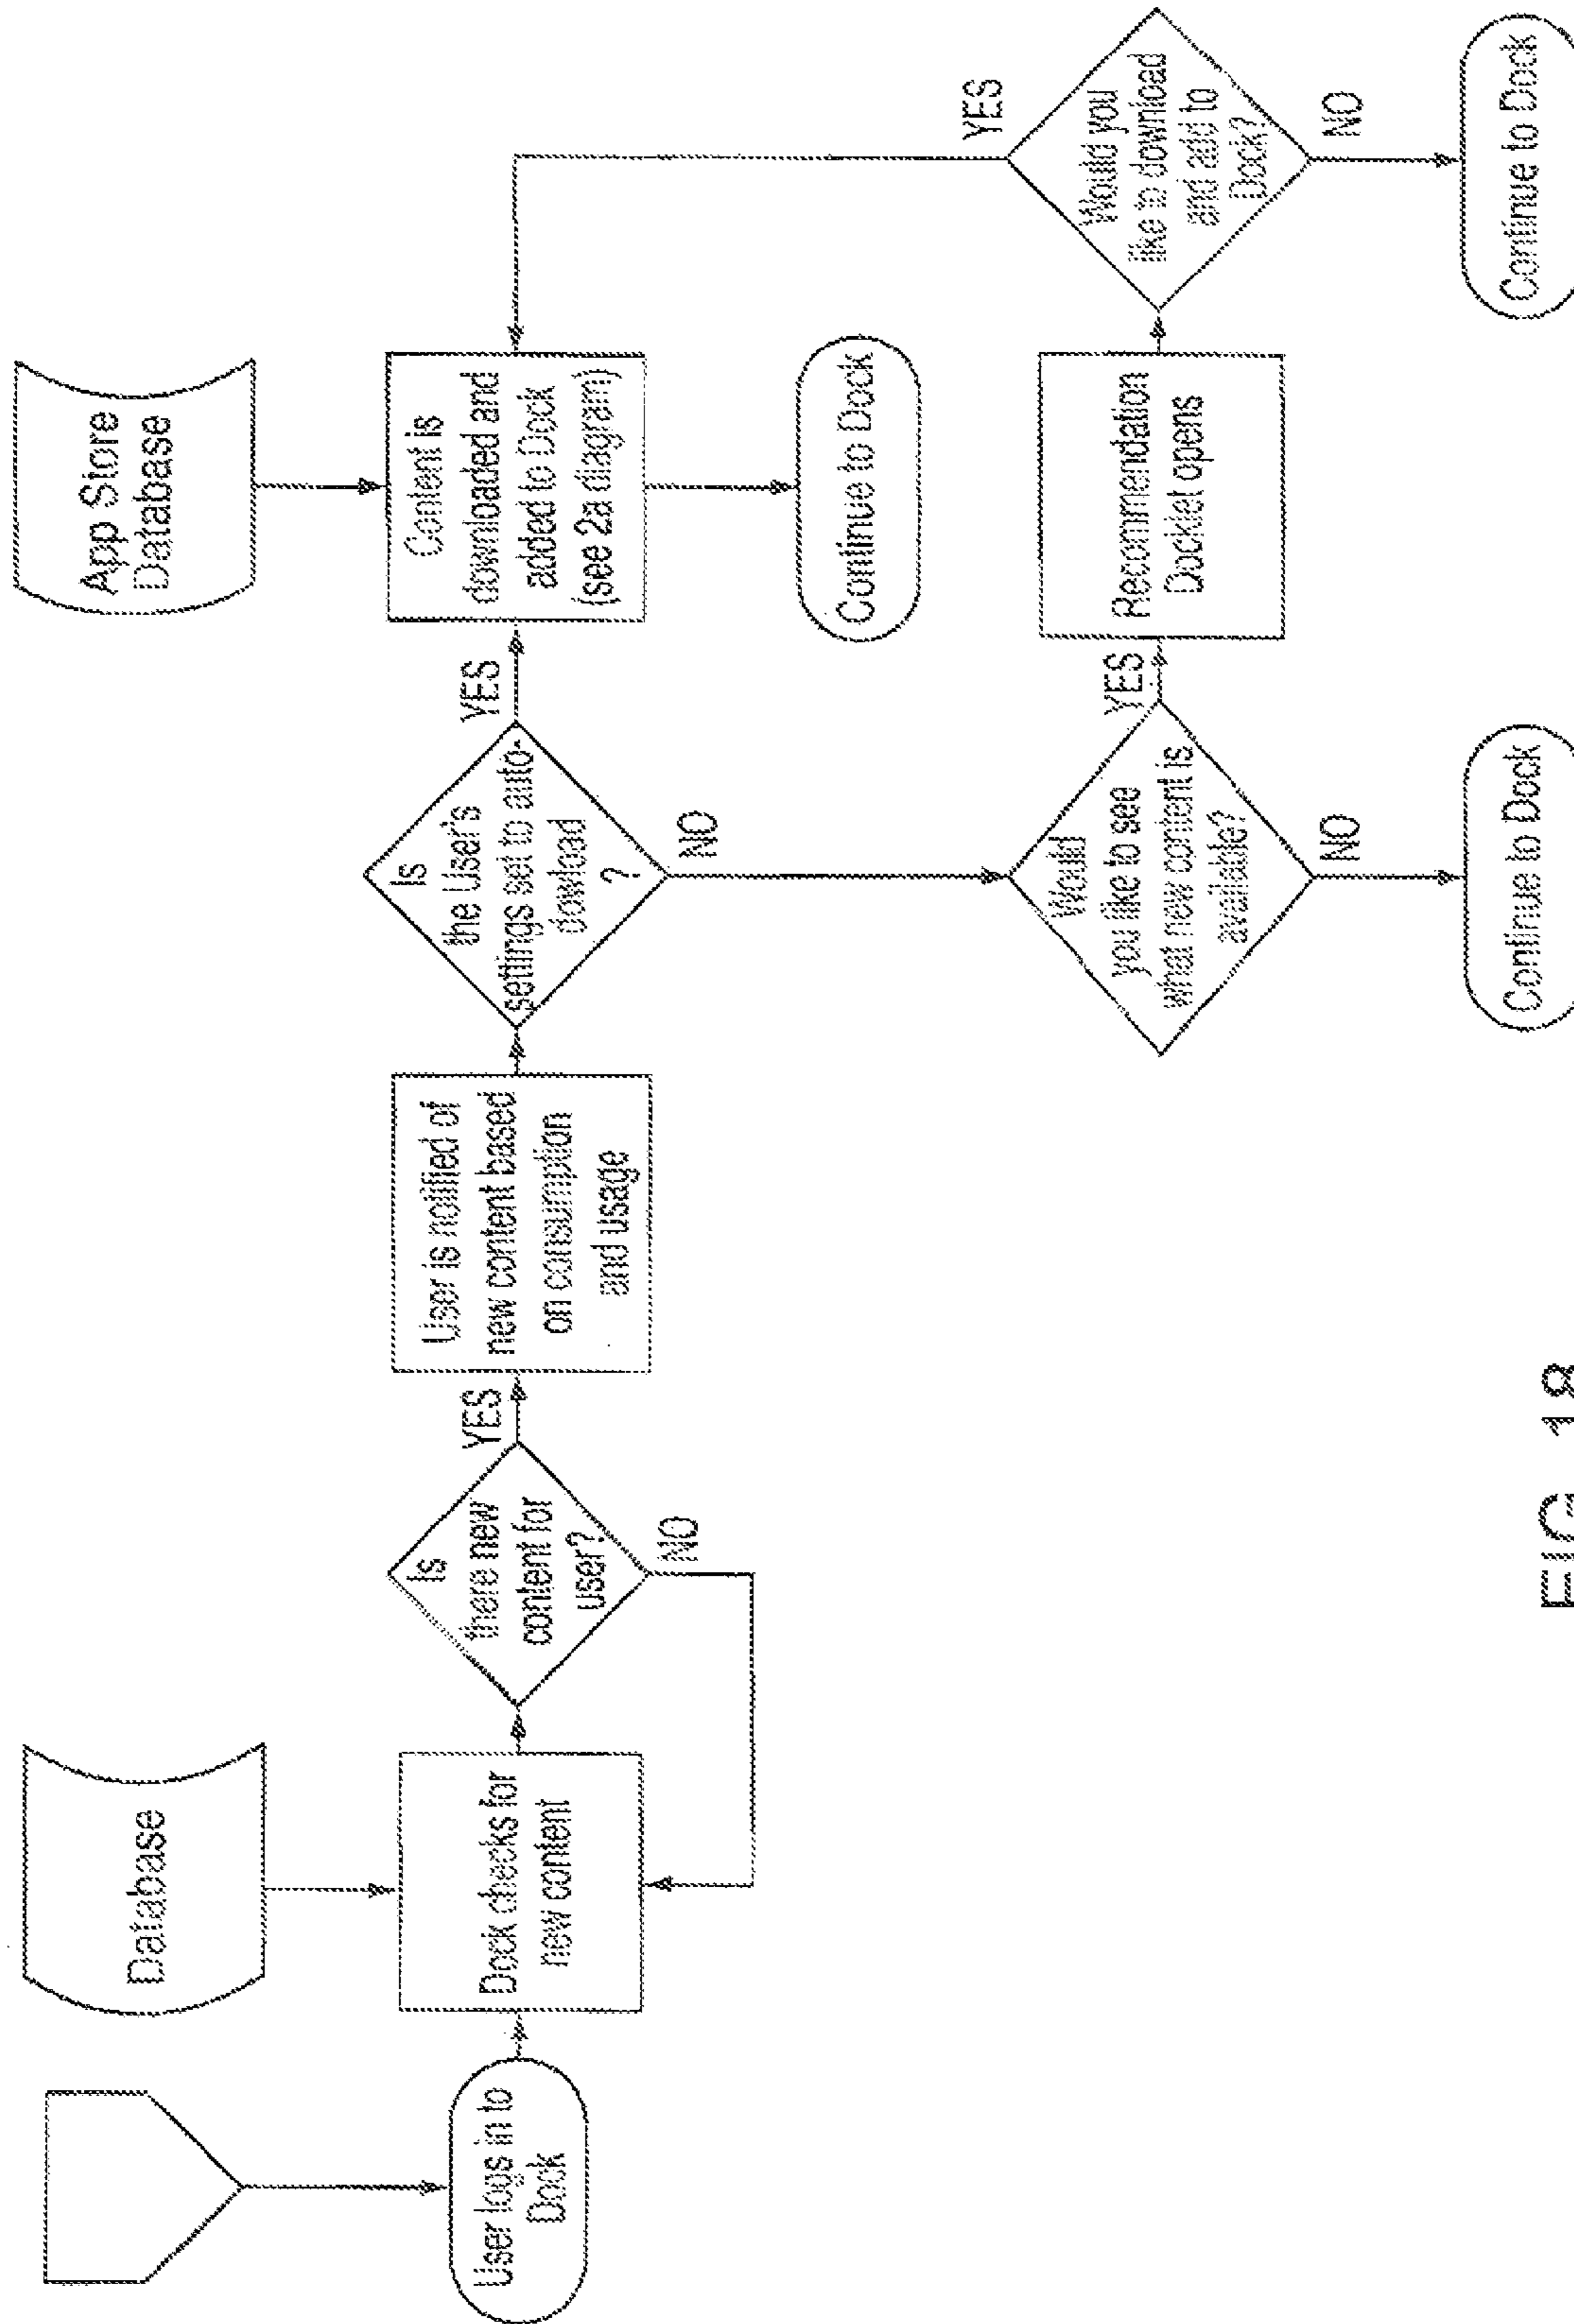 Database
App Store
Database
User logs in to
Dock
Dock checks for
new content
Is
there new
content for
user?
YES
NO
User is notified of
new content based
on consumption
and usage
Is
the User's
settings set to auto-
dowload
?
YES
NO
Content is
downloaded and
added to Dock
(see 2a diagram)
Continue to Dock
Would
you like to see
what new content is
available?
YES
NO
Continue to Dock
Recommendation
Docklet opens
Would you
like to download
and add to
Dock?
YES
NO
Continue to Dock
FIG. 18